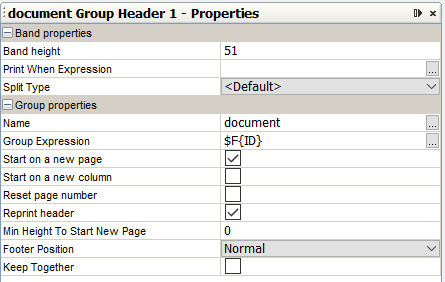 document Group Header 1 - Properties
Band properties
Band height 51
Print When Expression ...
Split Type <Default>
Group properties
Name document ...
Group Expression $F{ID} ...
Start on a new page
Start on a new column
Reset page number
Reprint header
Min Height To Start New Page 0
Footer Position Normal
Keep Together